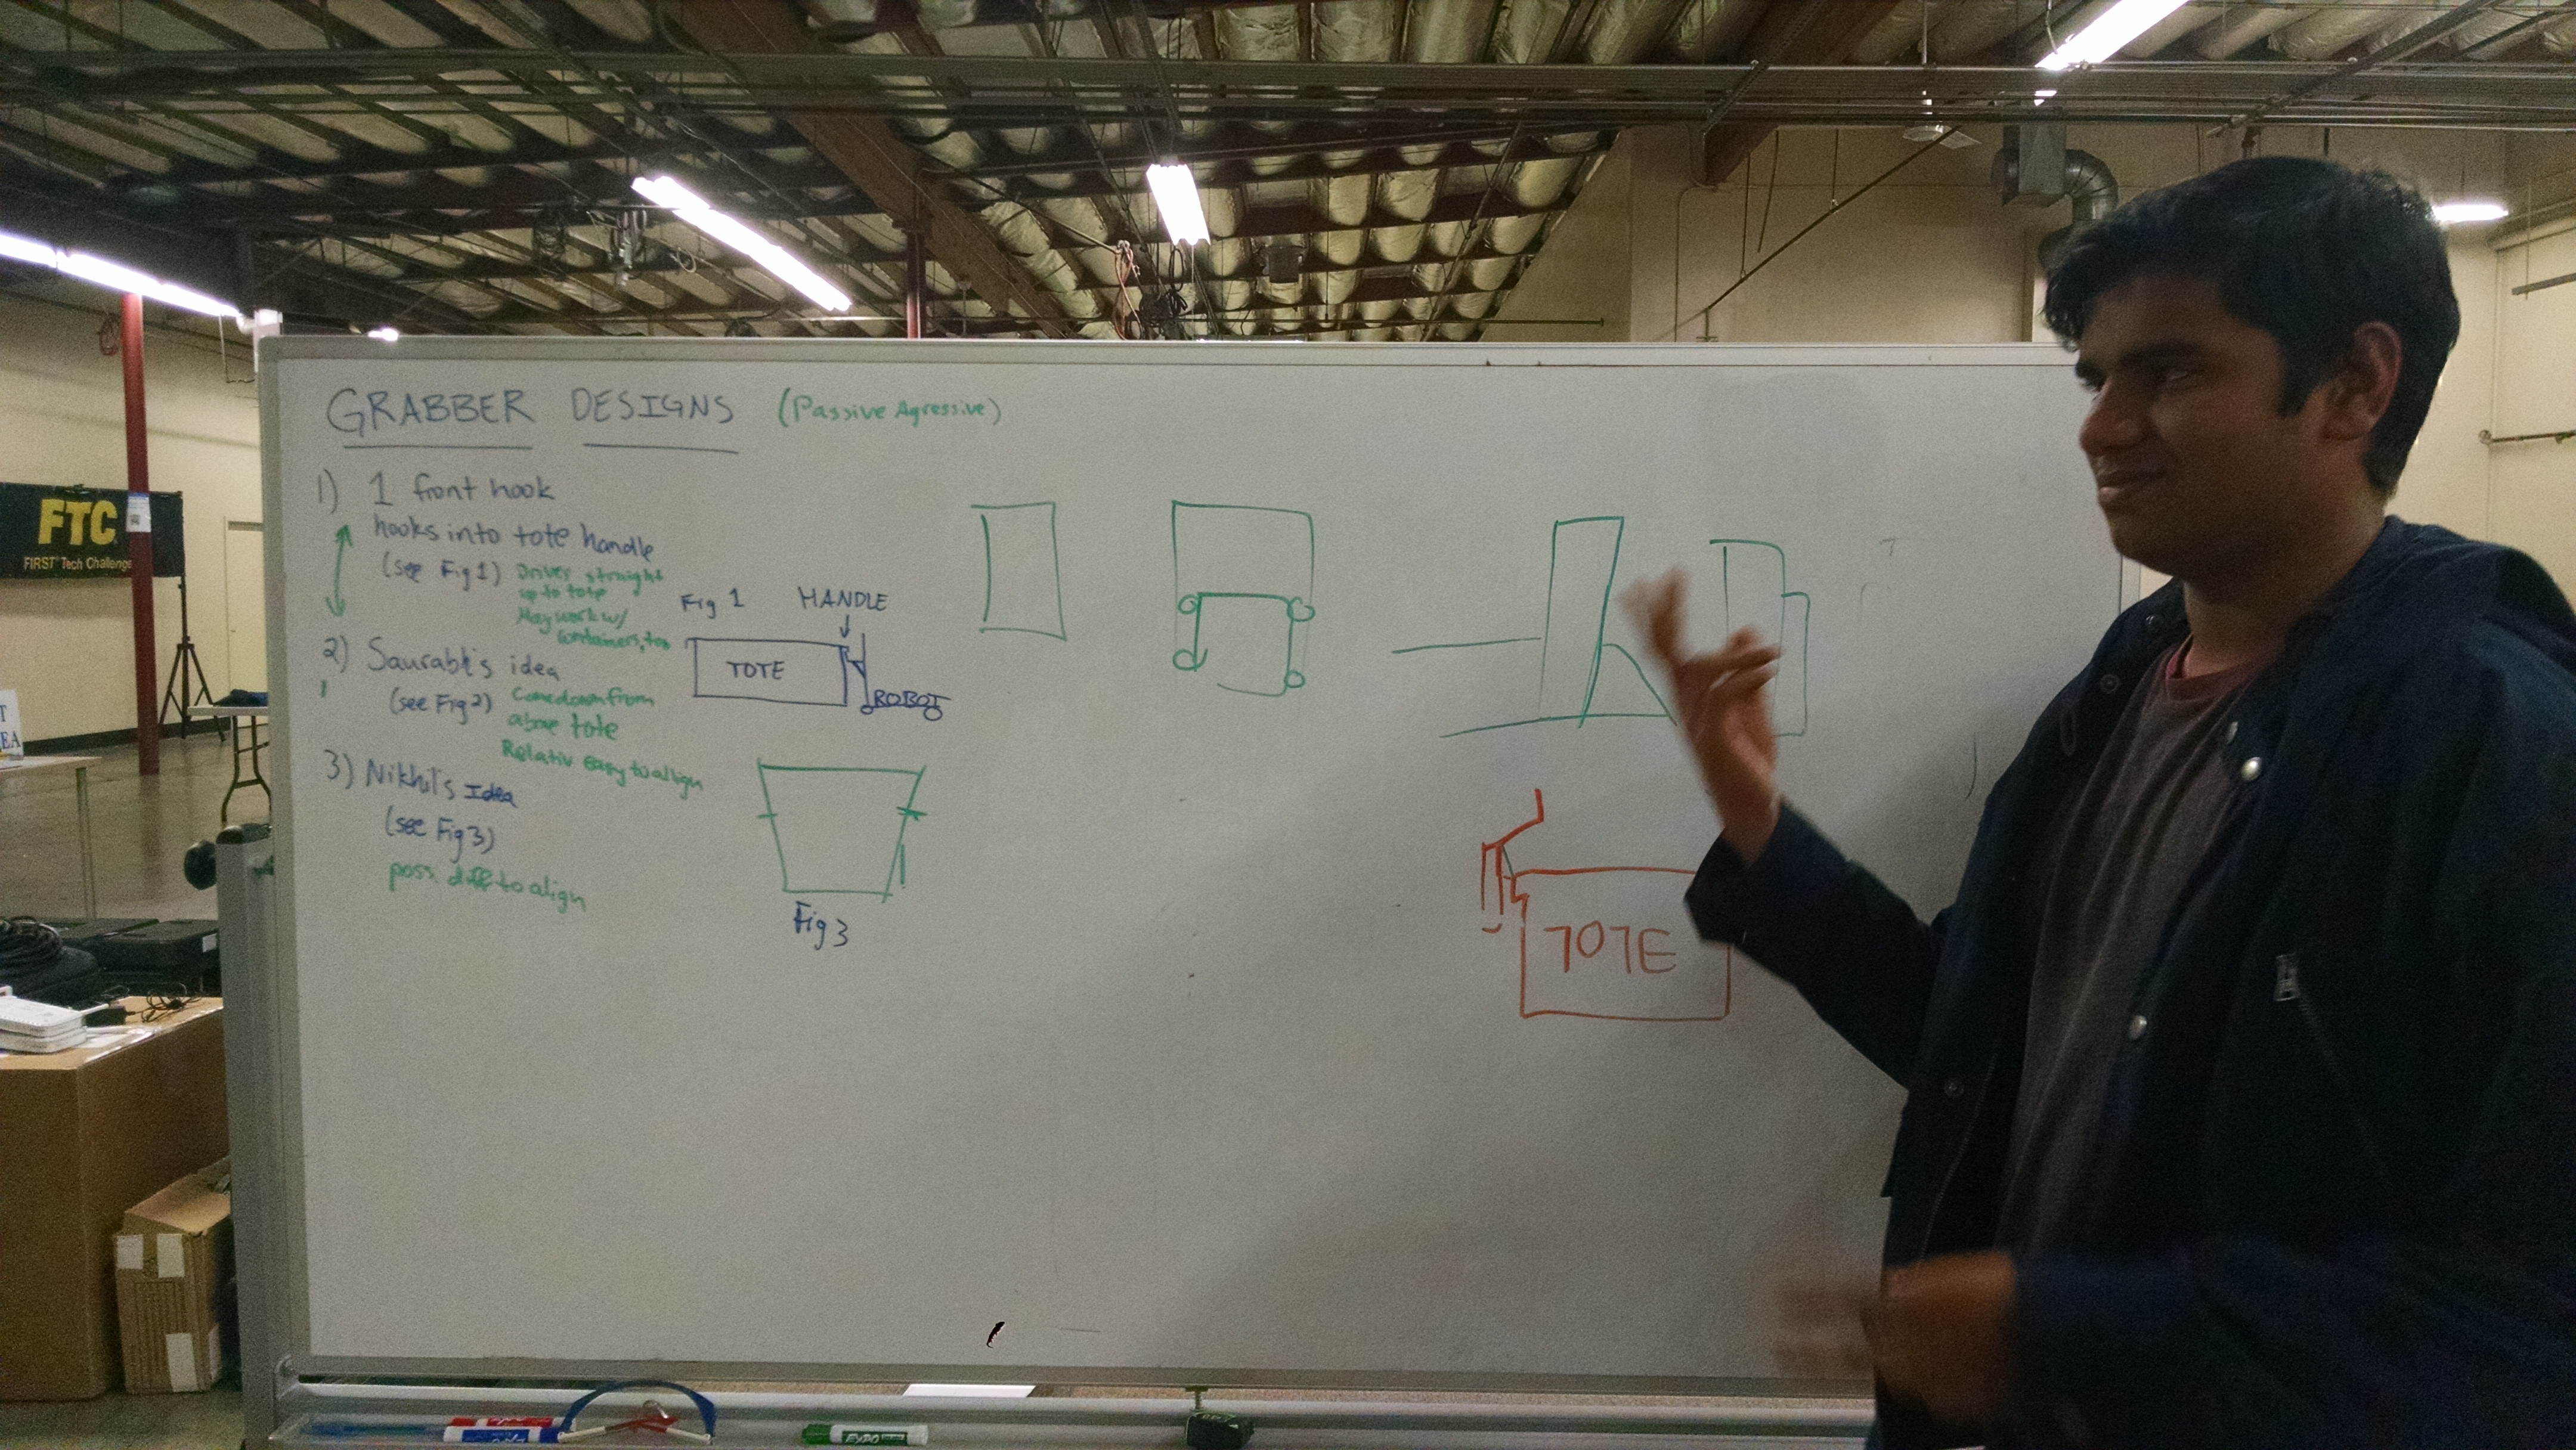 GRABBER DESIGNS (Passive Agressive)
1) 1 front hook
hooks into tote handle
(see Fig 1) Driver straight
up to tote
May work w/
containers, too
2) Saurabh's idea
(see Fig 2) Come down from
above tote
Relativ easy to align
3) Nikhil's Idea
(see Fig 3)
poss. diff to align
Fig 1 HANDLE
TOTE
ROBOT
Fig 3
TOTE
FTC
FIRST Tech Challenge
T
EA
EXPO